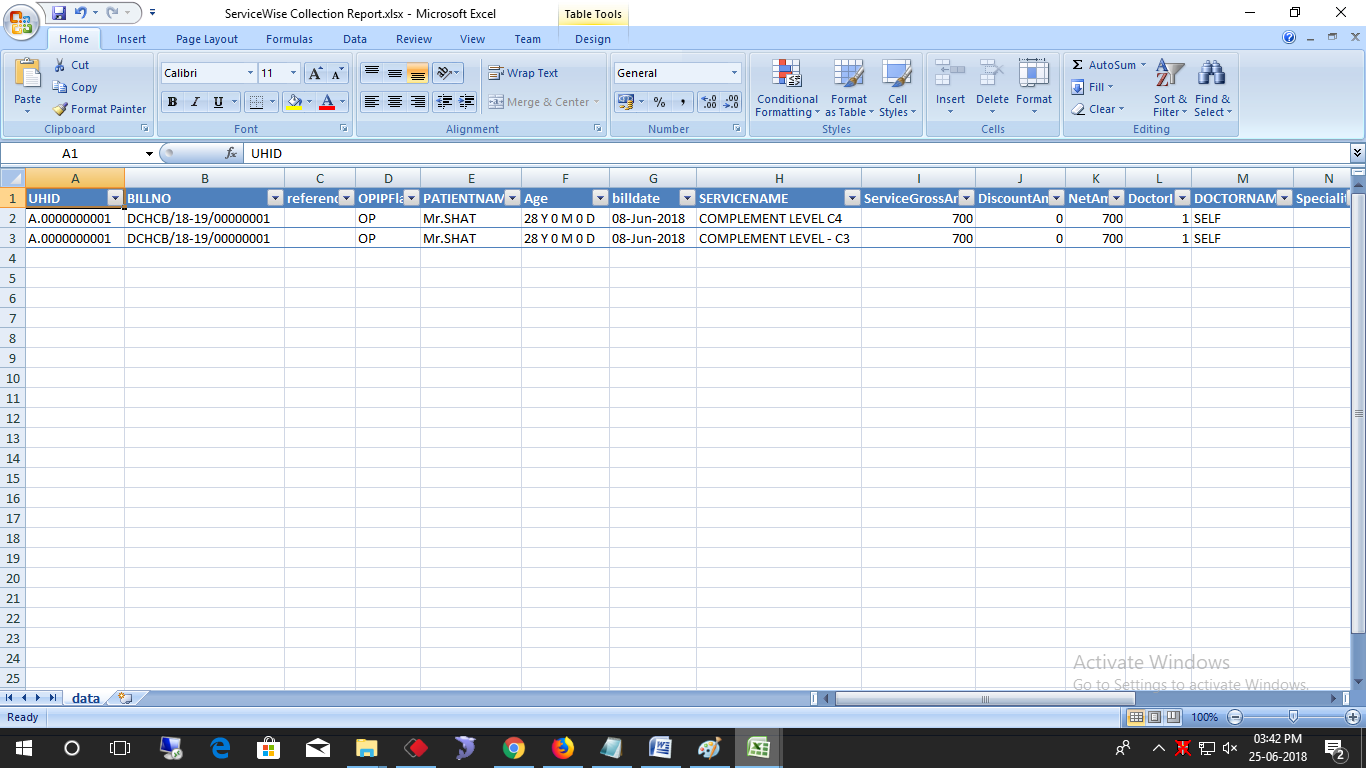 ServiceWise Collection Report.xlsx - Microsoft Excel Table Tools
Home Insert Page Layout Formulas Data Review View Team Design
Paste Cut Copy Format Painter Clipboard
Calibri 11 A A B I U A Font
Wrap Text Merge & Center Alignment
General % , .00 Number
Conditional Formatting Format as Table Cell Styles Styles
Insert Delete Format Cells
Σ AutoSum Fill Clear Sort & Filter Find & Select Editing
A1 fx UHID
A B C D E F G H I J K L M N
1 UHID BILLNO referenc OPIPFla PATIENTNAM Age billdate SERVICENAME ServiceGrossAr DiscountAn NetAm DoctorI DOCTORNAM Speciali
2 A.0000000001 DCHCB/18-19/00000001 OP Mr.SHAT 28 Y 0 M 0 D 08-Jun-2018 COMPLEMENT LEVEL C4 700 0 700 1 SELF
3 A.0000000001 DCHCB/18-19/00000001 OP Mr.SHAT 28 Y 0 M 0 D 08-Jun-2018 COMPLEMENT LEVEL - C3 700 0 700 1 SELF
4
5
6
7
8
9
10
11
12
13
14
15
16
17
18
19
20
21
22
23
24
25
Activate Windows
Go to Settings to activate Windows.
data
Ready 100%
03:42 PM
25-06-2018
2